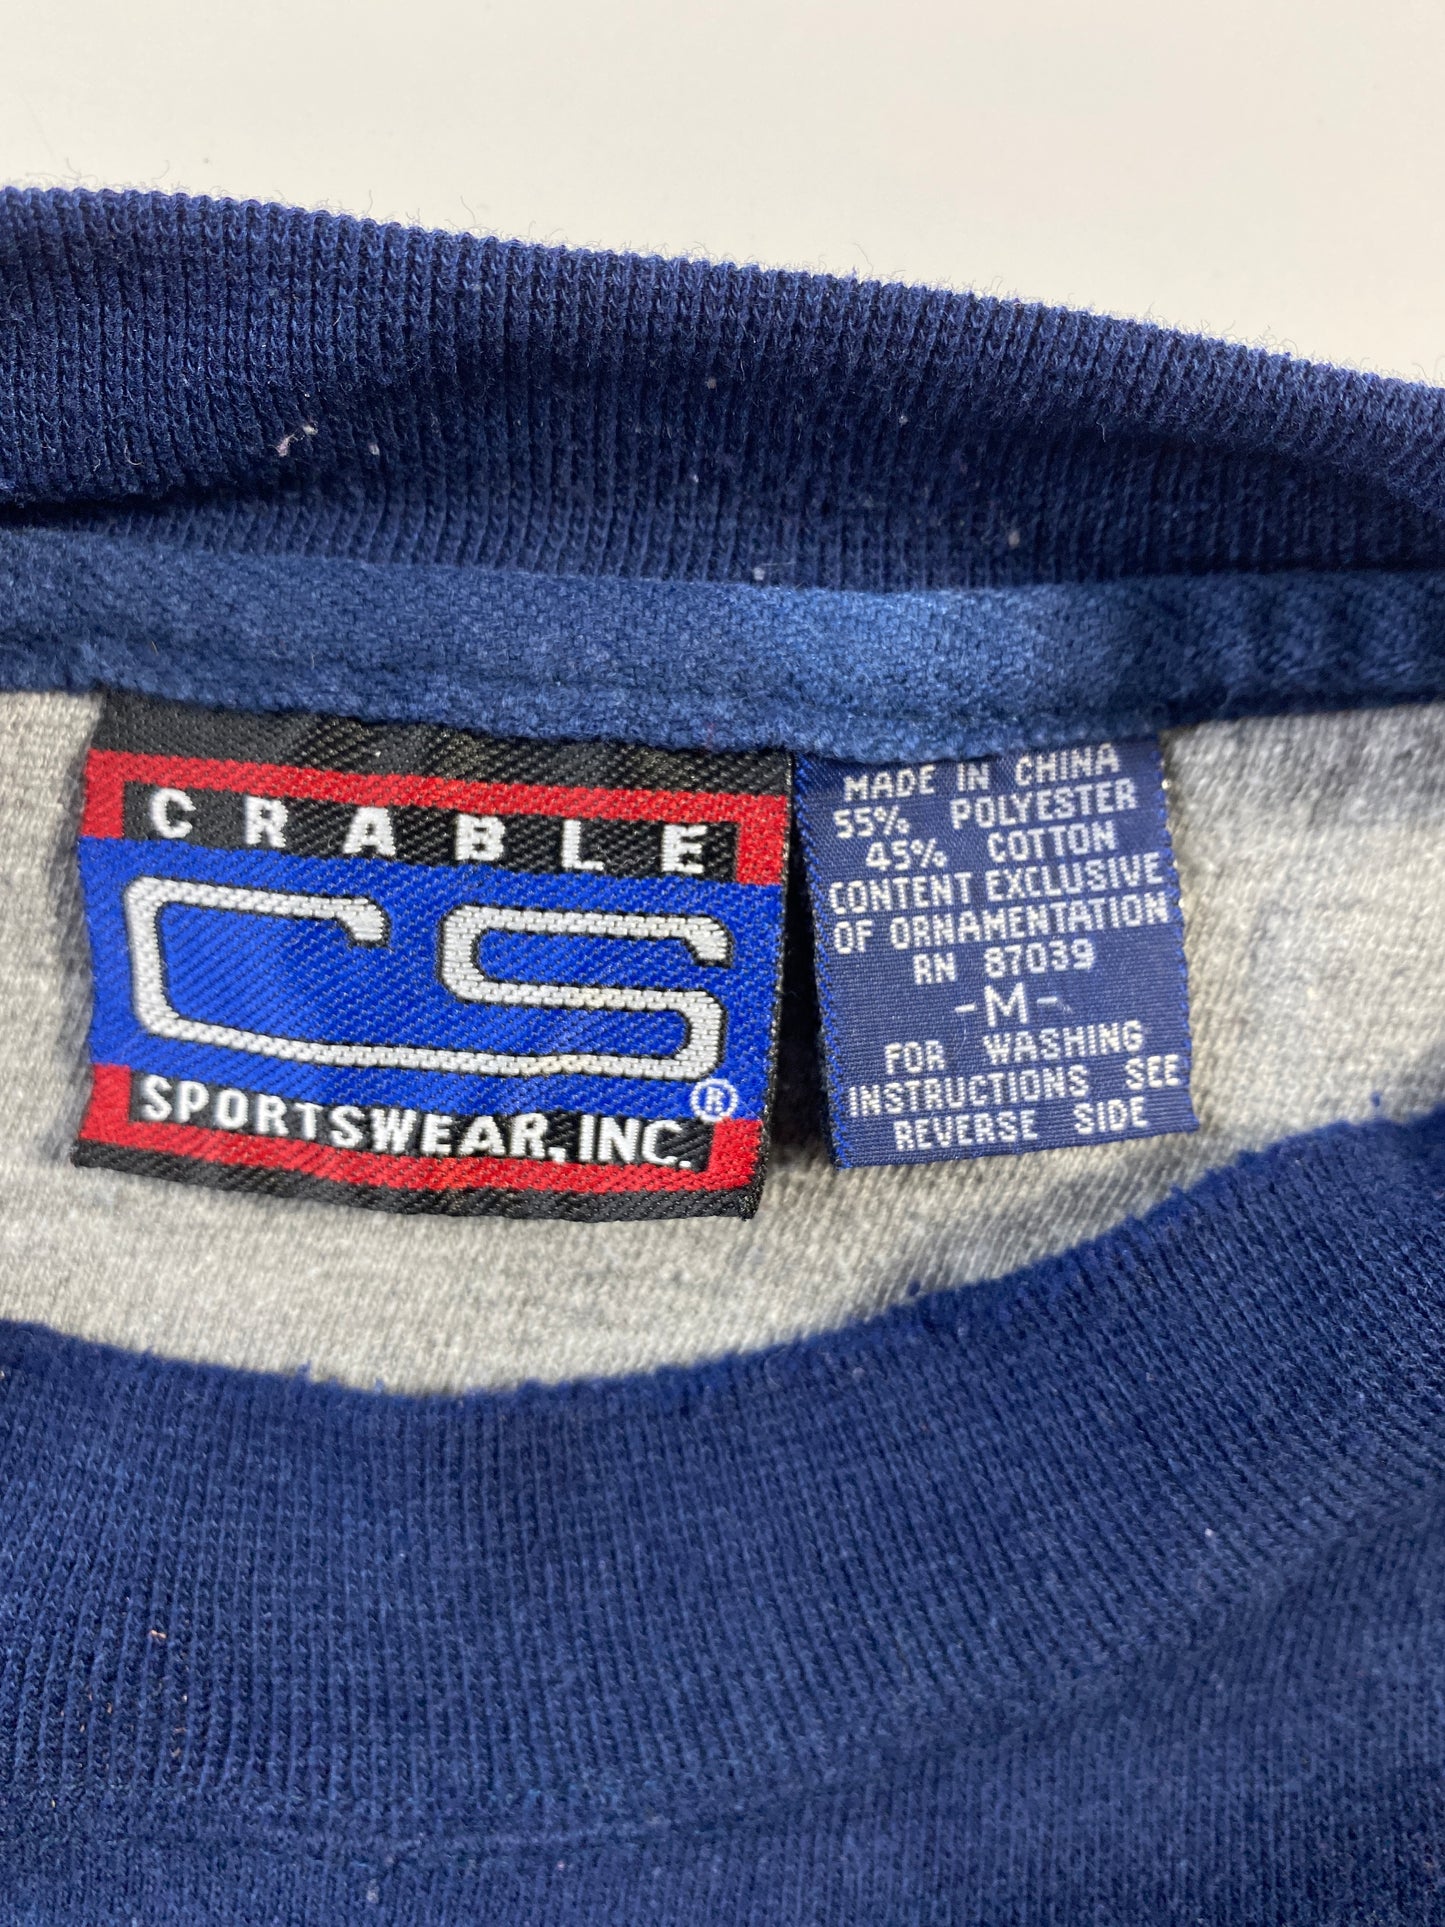 CRABLE
CS
®
SPORTSWEAR, INC.
MADE IN CHINA
55% POLYESTER
45% COTTON
CONTENT EXCLUSIVE
OF ORNAMENTATION
RN 87039
-M-
FOR WASHING
INSTRUCTIONS SEE
REVERSE SIDE